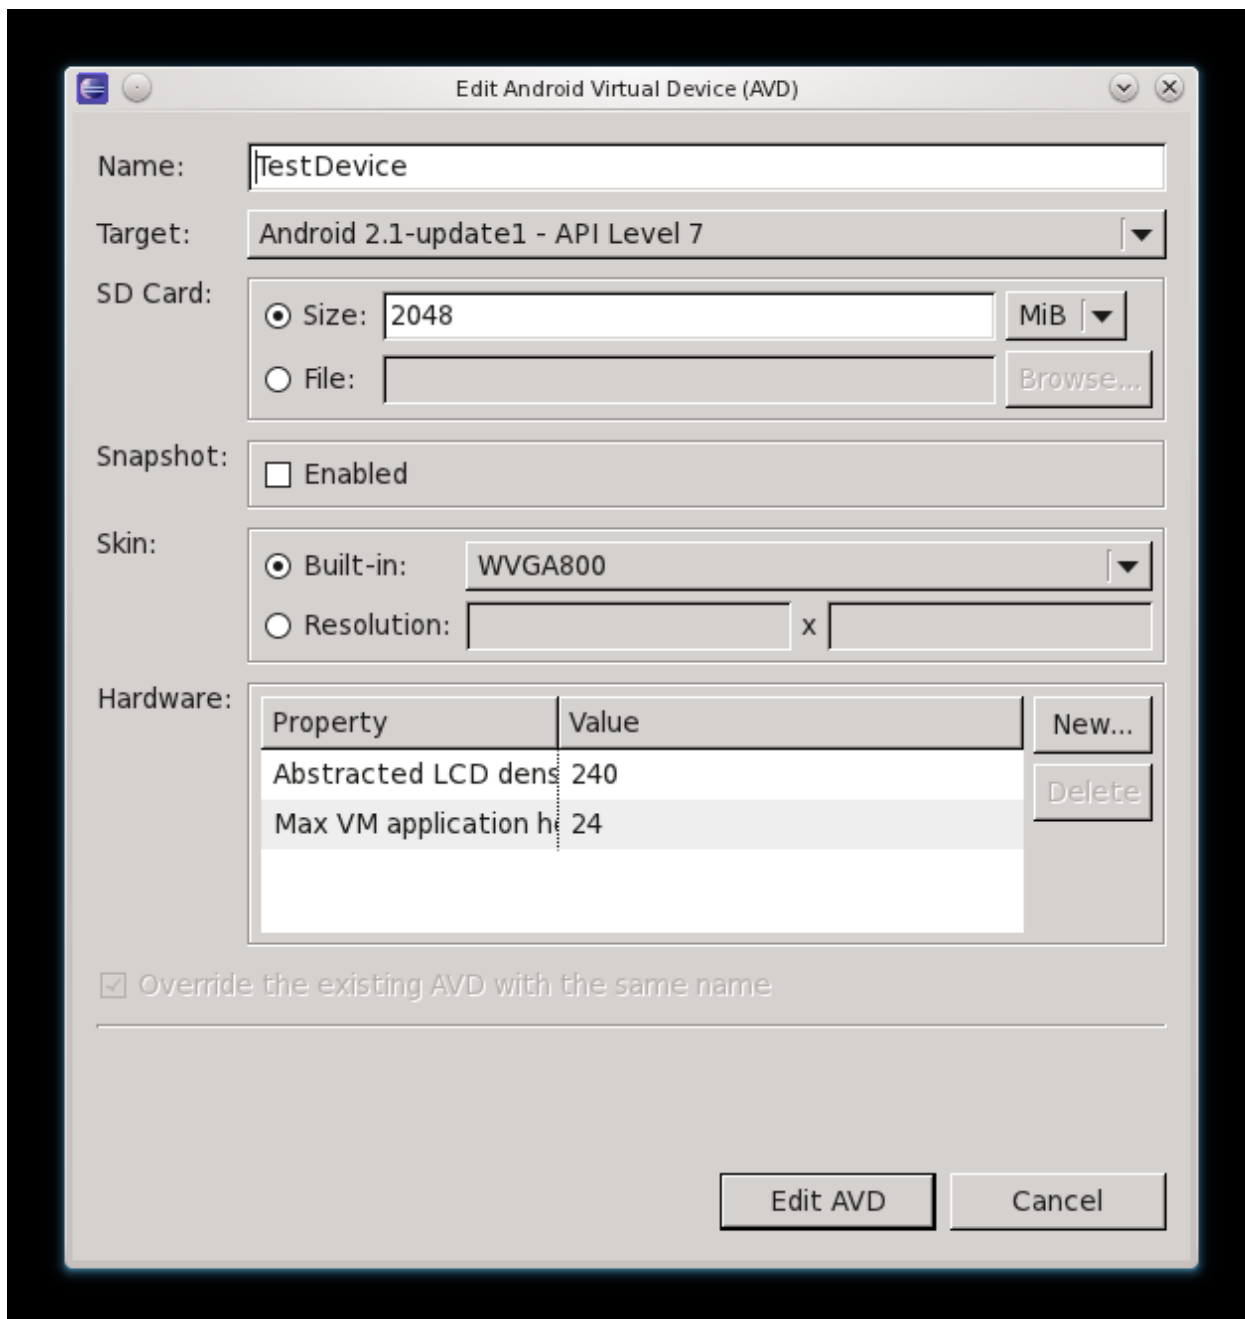 Edit Android Virtual Device (AVD)
Name: TestDevice
Target: Android 2.1-update1 - API Level 7
SD Card:
Size: 2048 MiB
File: Browse...
Snapshot:
Enabled
Skin:
Built-in: WVGA800
Resolution: x
Hardware:
Property Value New...
Abstracted LCD dens 240 Delete
Max VM application he 24
Override the existing AVD with the same name
Edit AVD Cancel